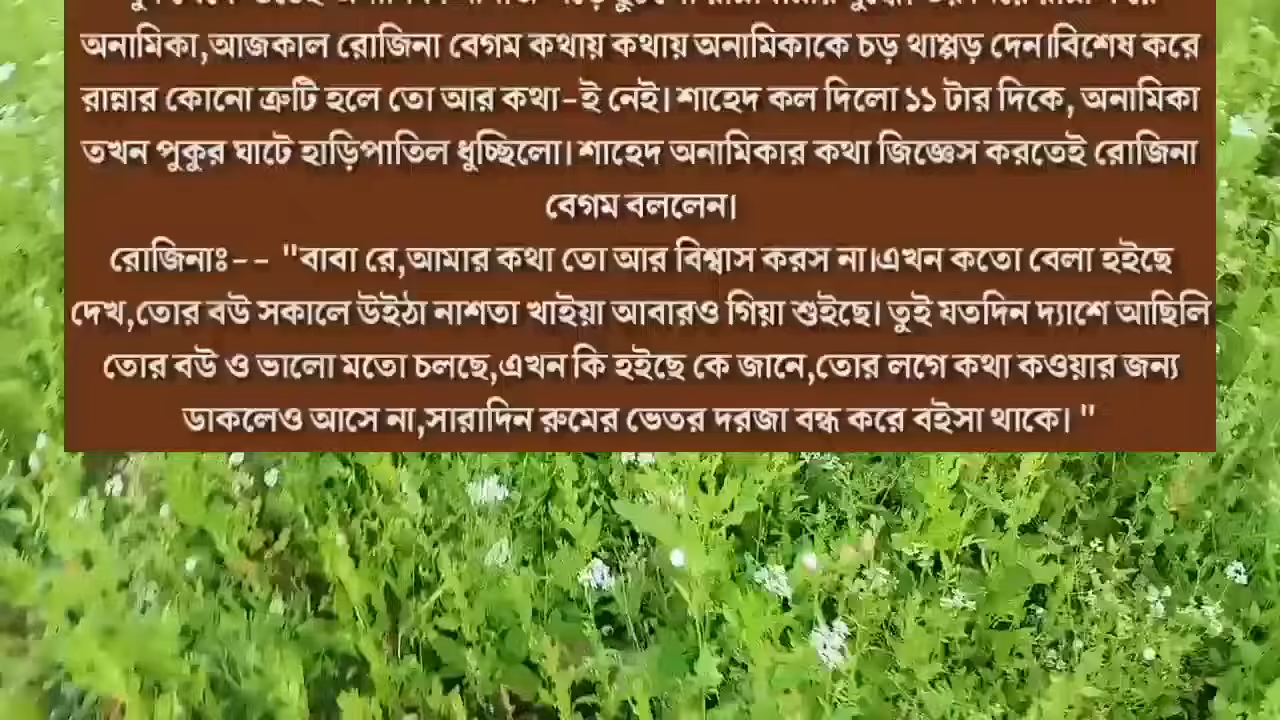 অনামিকা,আজকাল রোজিনা বেগম কথায় কথায় অনামিকাকে চড় থাপ্পড় দেন।বিশেষ করে
রান্নার কোনো ত্রুটি হলে তো আর কথা-ই নেই। শাহেদ কল দিলো ১১ টার দিকে, অনামিকা
তখন পুকুর ঘাটে হাড়িপাতিল ধুচ্ছিলো। শাহেদ অনামিকার কথা জিজ্ঞেস করতেই রোজিনা
বেগম বললেন।
রোজিনাঃ-- "বাবা রে,আমার কথা তো আর বিশ্বাস করস না।এখন কতো বেলা হইছে
দেখ,তোর বউ সকালে উইঠা নাশতা খাইয়া আবারও গিয়া শুইছে। তুই যতদিন দ্যাশে আছিলি
তোর বউ ও ভালো মতো চলছে,এখন কি হইছে কে জানে,তোর লগে কথা কওয়ার জন্য
ডাকলেও আসে না,সারাদিন রুমের ভেতর দরজা বন্ধ করে বইসা থাকে। "